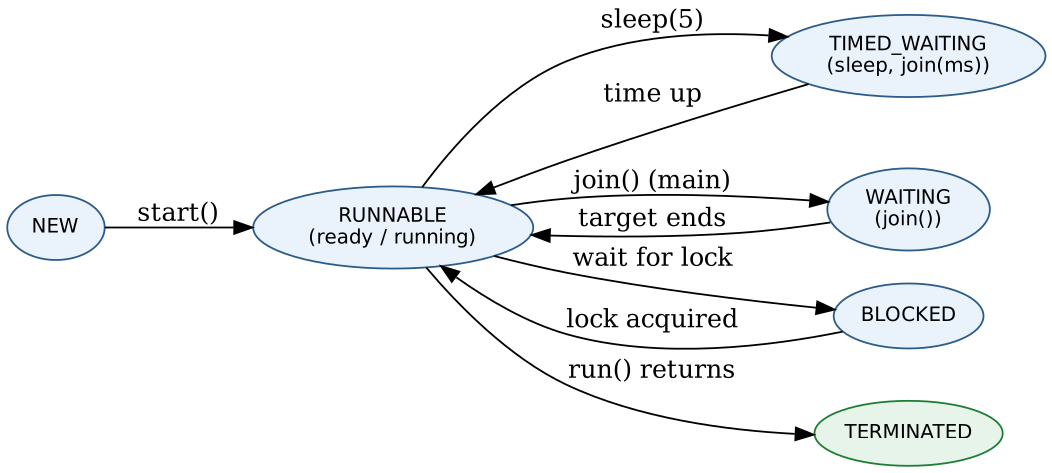 sleep(5)
TIMED_WAITING
(sleep, join(ms))
time up
join() (main)
WAITING
(join())
NEW
start()
RUNNABLE
(ready / running)
target ends
wait for lock
BLOCKED
lock acquired
run() returns
TERMINATED